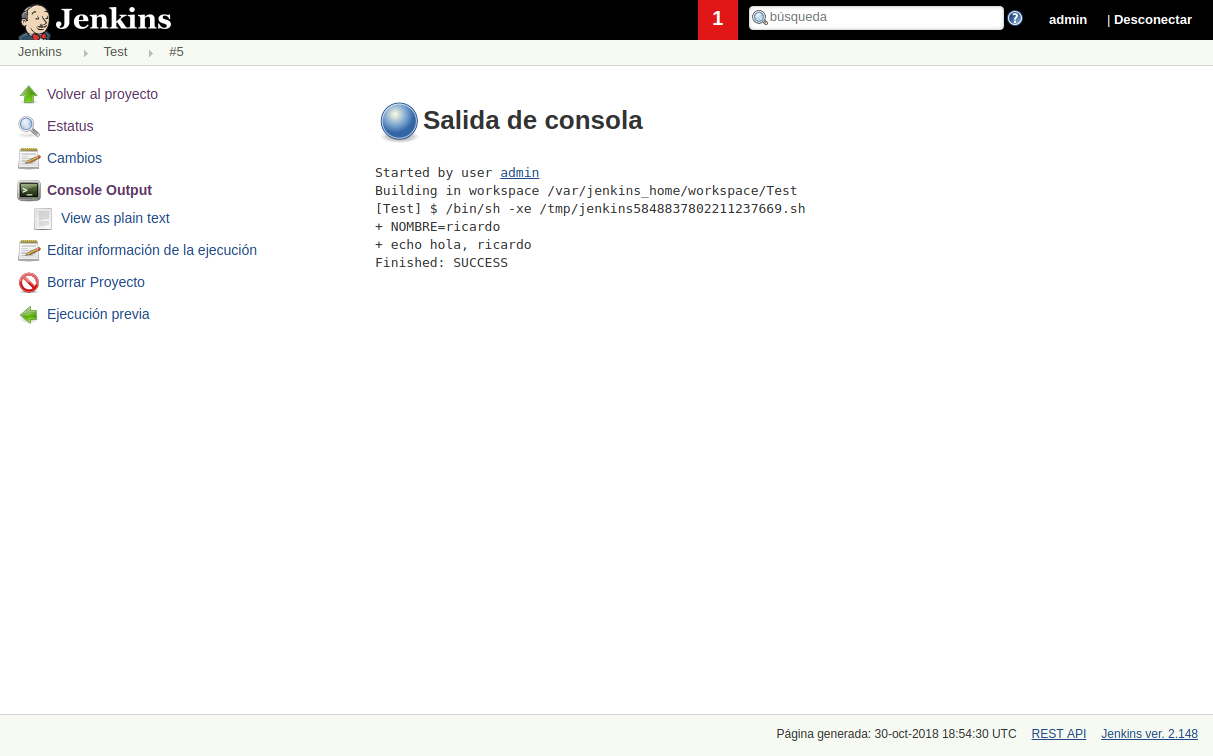 Jenkins
1
búsqueda
?
admin
| Desconectar
Jenkins
Test
#5
Volver al proyecto
Estatus
Cambios
Console Output
View as plain text
Editar información de la ejecución
Borrar Proyecto
Ejecución previa
Salida de consola
Started by user admin
Building in workspace /var/jenkins_home/workspace/Test
[Test] $ /bin/sh -xe /tmp/jenkins5848837802211237669.sh
+ NOMBRE=ricardo
+ echo hola, ricardo
Finished: SUCCESS
Página generada: 30-oct-2018 18:54:30 UTC
REST API
Jenkins ver. 2.148